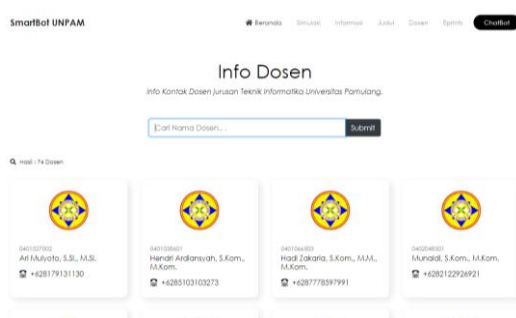 SmartBot UNPAM
Beranda Simulasi Informasi Judul Dosen Sprints ChatBot
Info Dosen
Info Kontak Dosen jurusan Teknik Informatika Universitas Pamulang.
Cari Nama Dosen... Submit
Hasil : 74 Dosen
0401037002
Ari Mulyoto, S.Si., M.Si.
+628179131130
0401038601
Hendri Ardiansyah, S.Kom., M.Kom.
+6285103103273
0401066003
Hadi Zakaria, S.Kom., M.M., M.Kom.
+6287778597991
0402048301
Munaldi, S.Kom., M.Kom.
+6282122926921